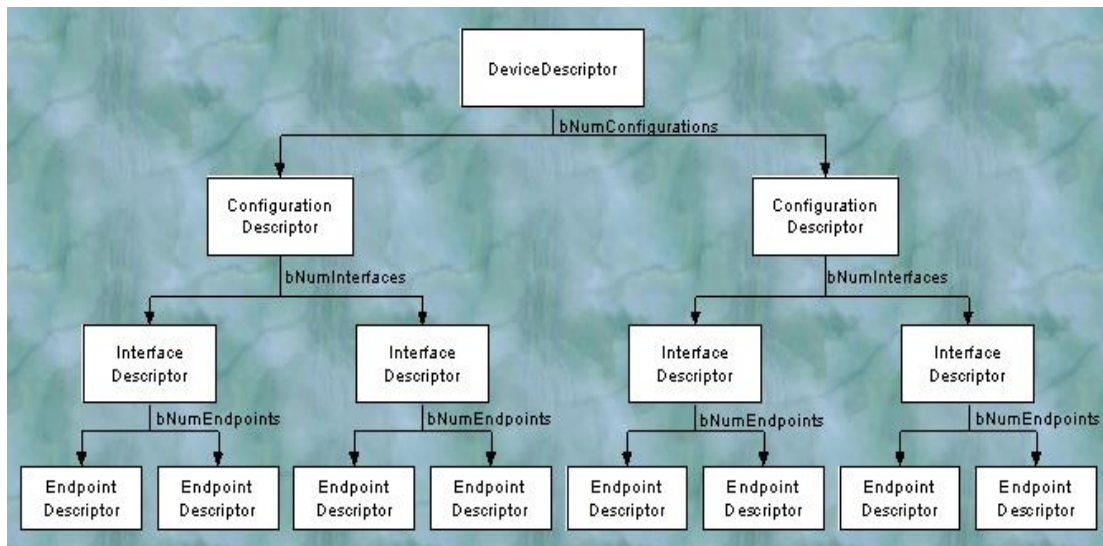 DeviceDescriptor
bNumConfigurations
Configuration
Descriptor
Configuration
Descriptor
bNumInterfaces
bNumInterfaces
Interface
Descriptor
Interface
Descriptor
Interface
Descriptor
Interface
Descriptor
bNumEndpoints
bNumEndpoints
bNumEndpoints
bNumEndpoints
Endpoint
Descriptor
Endpoint
Descriptor
Endpoint
Descriptor
Endpoint
Descriptor
Endpoint
Descriptor
Endpoint
Descriptor
Endpoint
Descriptor
Endpoint
Descriptor